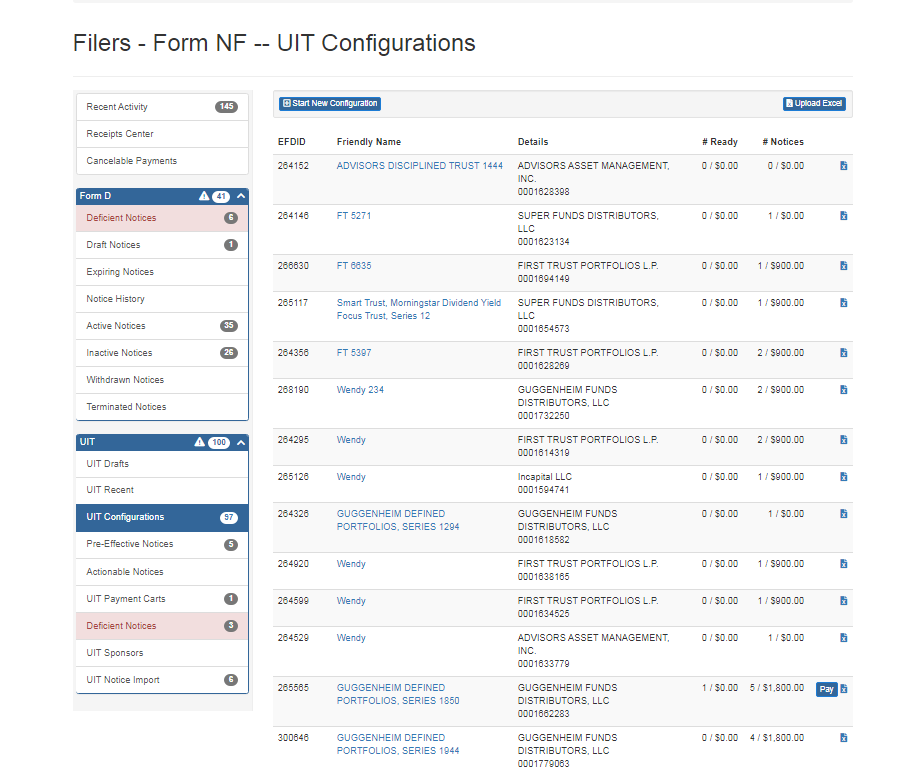 Filers - Form NF -- UIT Configurations
Recent Activity 145
Receipts Center
Cancelable Payments
Form D 41
Deficient Notices 6
Draft Notices 1
Expiring Notices
Notice History
Active Notices 35
Inactive Notices 26
Withdrawn Notices
Terminated Notices
UIT 100
UIT Drafts
UIT Recent
UIT Configurations 97
Pre-Effective Notices 5
Actionable Notices
UIT Payment Carts 1
Deficient Notices 3
UIT Sponsors
UIT Notice Import 6
Start New Configuration Upload Excel
EFDID Friendly Name Details # Ready # Notices
264152 ADVISORS DISCIPLINED TRUST 1444 ADVISORS ASSET MANAGEMENT, 0 / $0.00 0 / $0.00
INC.
0001628398
264146 FT 5271 SUPER FUNDS DISTRIBUTORS, 0 / $0.00 1 / $0.00
LLC
0001623134
266630 FT 6635 FIRST TRUST PORTFOLIOS L.P. 0 / $0.00 1 / $900.00
0001694149
265117 Smart Trust, Morningstar Dividend Yield SUPER FUNDS DISTRIBUTORS, 0 / $0.00 1 / $900.00
Focus Trust, Series 12 LLC
0001654573
264356 FT 5397 FIRST TRUST PORTFOLIOS L.P. 0 / $0.00 2 / $900.00
0001628269
268190 Wendy 234 GUGGENHEIM FUNDS 0 / $0.00 2 / $900.00
DISTRIBUTORS, LLC
0001732250
264295 Wendy FIRST TRUST PORTFOLIOS L.P. 0 / $0.00 2 / $900.00
0001614319
265126 Wendy Incapital LLC 0 / $0.00 1 / $900.00
0001594741
264326 GUGGENHEIM DEFINED GUGGENHEIM FUNDS 0 / $0.00 1 / $0.00
PORTFOLIOS, SERIES 1294 DISTRIBUTORS, LLC
0001618582
264920 Wendy FIRST TRUST PORTFOLIOS L.P. 0 / $0.00 1 / $900.00
0001638165
264599 Wendy FIRST TRUST PORTFOLIOS L.P. 0 / $0.00 1 / $900.00
0001634525
264529 Wendy ADVISORS ASSET MANAGEMENT, 0 / $0.00 1 / $0.00
INC.
0001633779
265565 GUGGENHEIM DEFINED GUGGENHEIM FUNDS 1 / $0.00 5 / $1,800.00 Pay
PORTFOLIOS, SERIES 1850 DISTRIBUTORS, LLC
0001662283
300646 GUGGENHEIM DEFINED GUGGENHEIM FUNDS 0 / $0.00 4 / $1,800.00
PORTFOLIOS, SERIES 1944 DISTRIBUTORS, LLC
0001779063